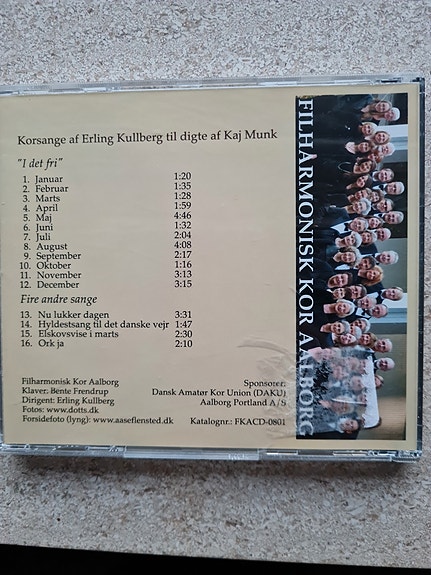 Korsange af Erling Kullberg til digte af Kaj Munk
"I det fri"
1. Januar 1:20
2. Februar 1:35
3. Marts 1:28
4. April 1:59
5. Maj 4:46
6. Juni 1:32
7. Juli 2:04
8. August 4:08
9. September 2:17
10. Oktober 1:16
11. November 3:13
12. December 3:15
Fire andre sange
13. Nu lukker dagen 3:31
14. Hyldestsang til det danske vejr 1:47
15. Elskovsvise i marts 2:30
16. Ork ja 2:10
Filharmonisk Kor Aalborg
Klaver: Bente Frendrup
Dirigent: Erling Kullberg
Fotos: www.dotts.dk
Forsidefoto (lyng): www.aaseflensted.dk
Sponsorer:
Dansk Amatør Kor Union (DAKU)
Aalborg Portland A/S
Katalognr.: FKACD-0801
FILHARMONISK KOR AALBORG